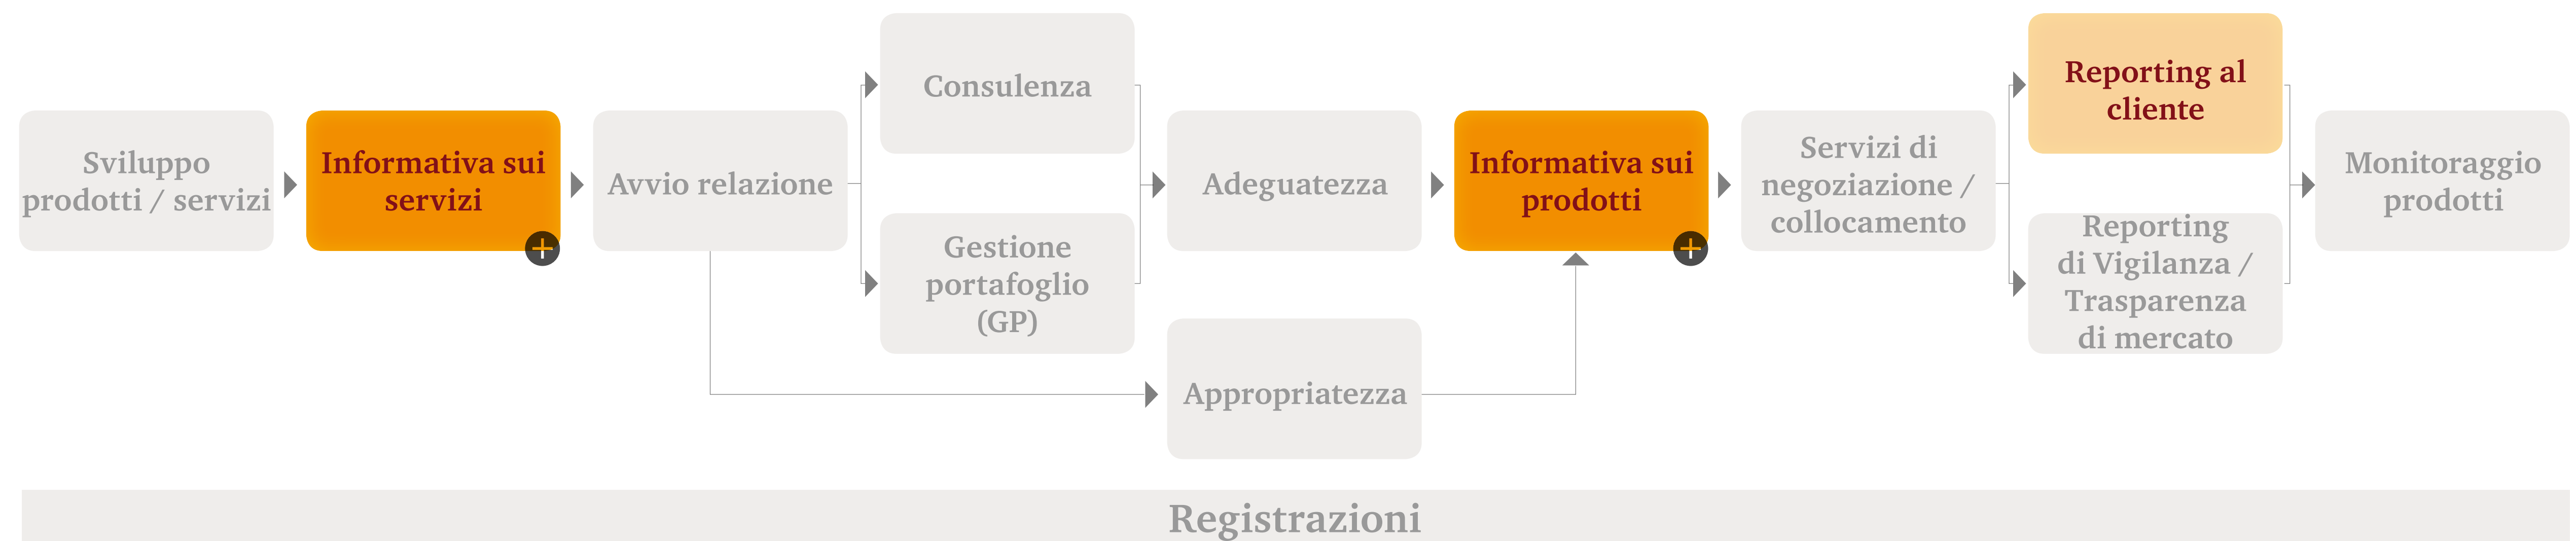 Sviluppo
prodotti / servizi
Informativa sui
servizi
Avvio relazione
Consulenza
Gestione
portafoglio
(GP)
Adeguatezza
Appropriatezza
Informativa sui
prodotti
Servizi di
negoziazione /
collocamento
Reporting al
cliente
Reporting
di Vigilanza /
Trasparenza
di mercato
Monitoraggio
prodotti
Registrazioni